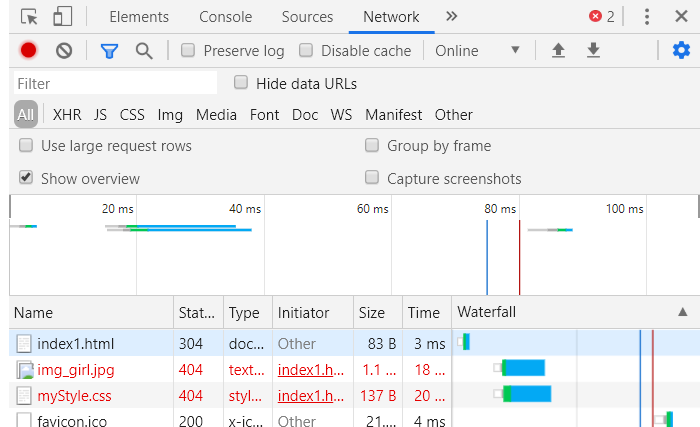 Elements Console Sources Network » 2
Preserve log Disable cache Online
Filter Hide data URLs
All XHR JS CSS Img Media Font Doc WS Manifest Other
Use large request rows Group by frame
Show overview Capture screenshots
20 ms 40 ms 60 ms 80 ms 100 ms
Name Stat... Type Initiator Size Time Waterfall
index1.html 304 doc... Other 83 B 3 ms
img_girl.jpg 404 text... index1.h... 1.1 ... 18 ...
myStyle.css 404 styl... index1.h... 137 B 20 ...
favicon.ico 200 x-ic... Other 21.... 4 ms